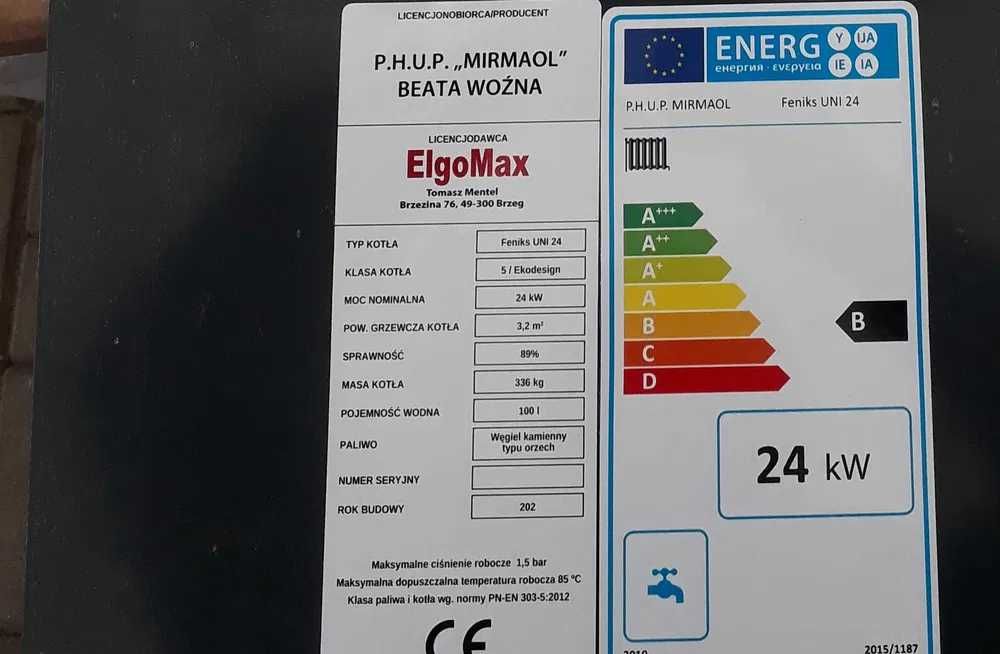 LICENCJONOBIORCA/PRODUCENT
P.H.U.P. „MIRMAOL”
BEATA WOŹNA
LICENCJODAWCA
ElgoMax
Tomasz Mentel
Brzezina 76, 49-300 Brzeg
TYP KOTŁA Feniks UNI 24
KLASA KOTŁA 5 / Ekodesign
MOC NOMINALNA 24 kW
POW. GRZEWCZA KOTŁA 3,2 m²
SPRAWNOŚĆ 89%
MASA KOTŁA 336 kg
POJEMNOŚĆ WODNA 100 l
PALIWO Węgiel kamienny
typu orzech
NUMER SERYJNY
ROK BUDOWY 202
Maksymalne ciśnienie robocze 1,5 bar
Maksymalna dopuszczalna temperatura robocza 85 °C
Klasa paliwa i kotła wg. normy PN-EN 303-5:2012
CE
ENERG Y IJA
енергия · ενεργεια IE IA
P.H.U.P. MIRMAOL Feniks UNI 24
A+++
A++
A+
A
B B
C
D
24 kW
2019 2015/1187